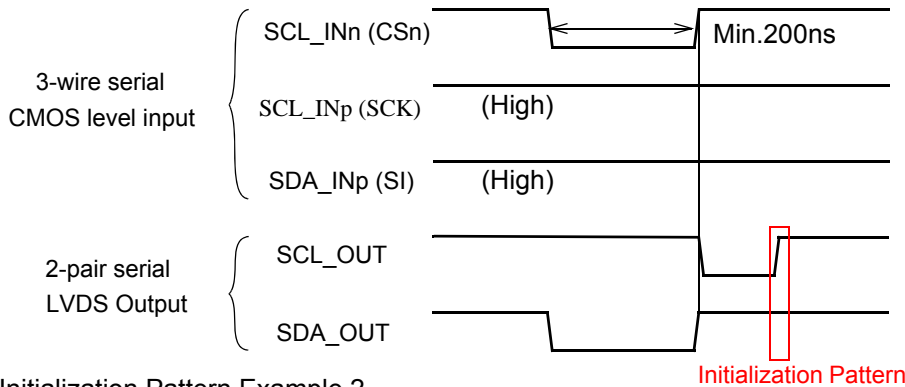 SCL_INn (CSn)
Min.200ns
3-wire serial
CMOS level input
SCL_INp (SCK)
(High)
SDA_INp (SI)
(High)
2-pair serial
LVDS Output
SCL_OUT
SDA_OUT
Initialization Pattern
Initialization Pattern Example 2